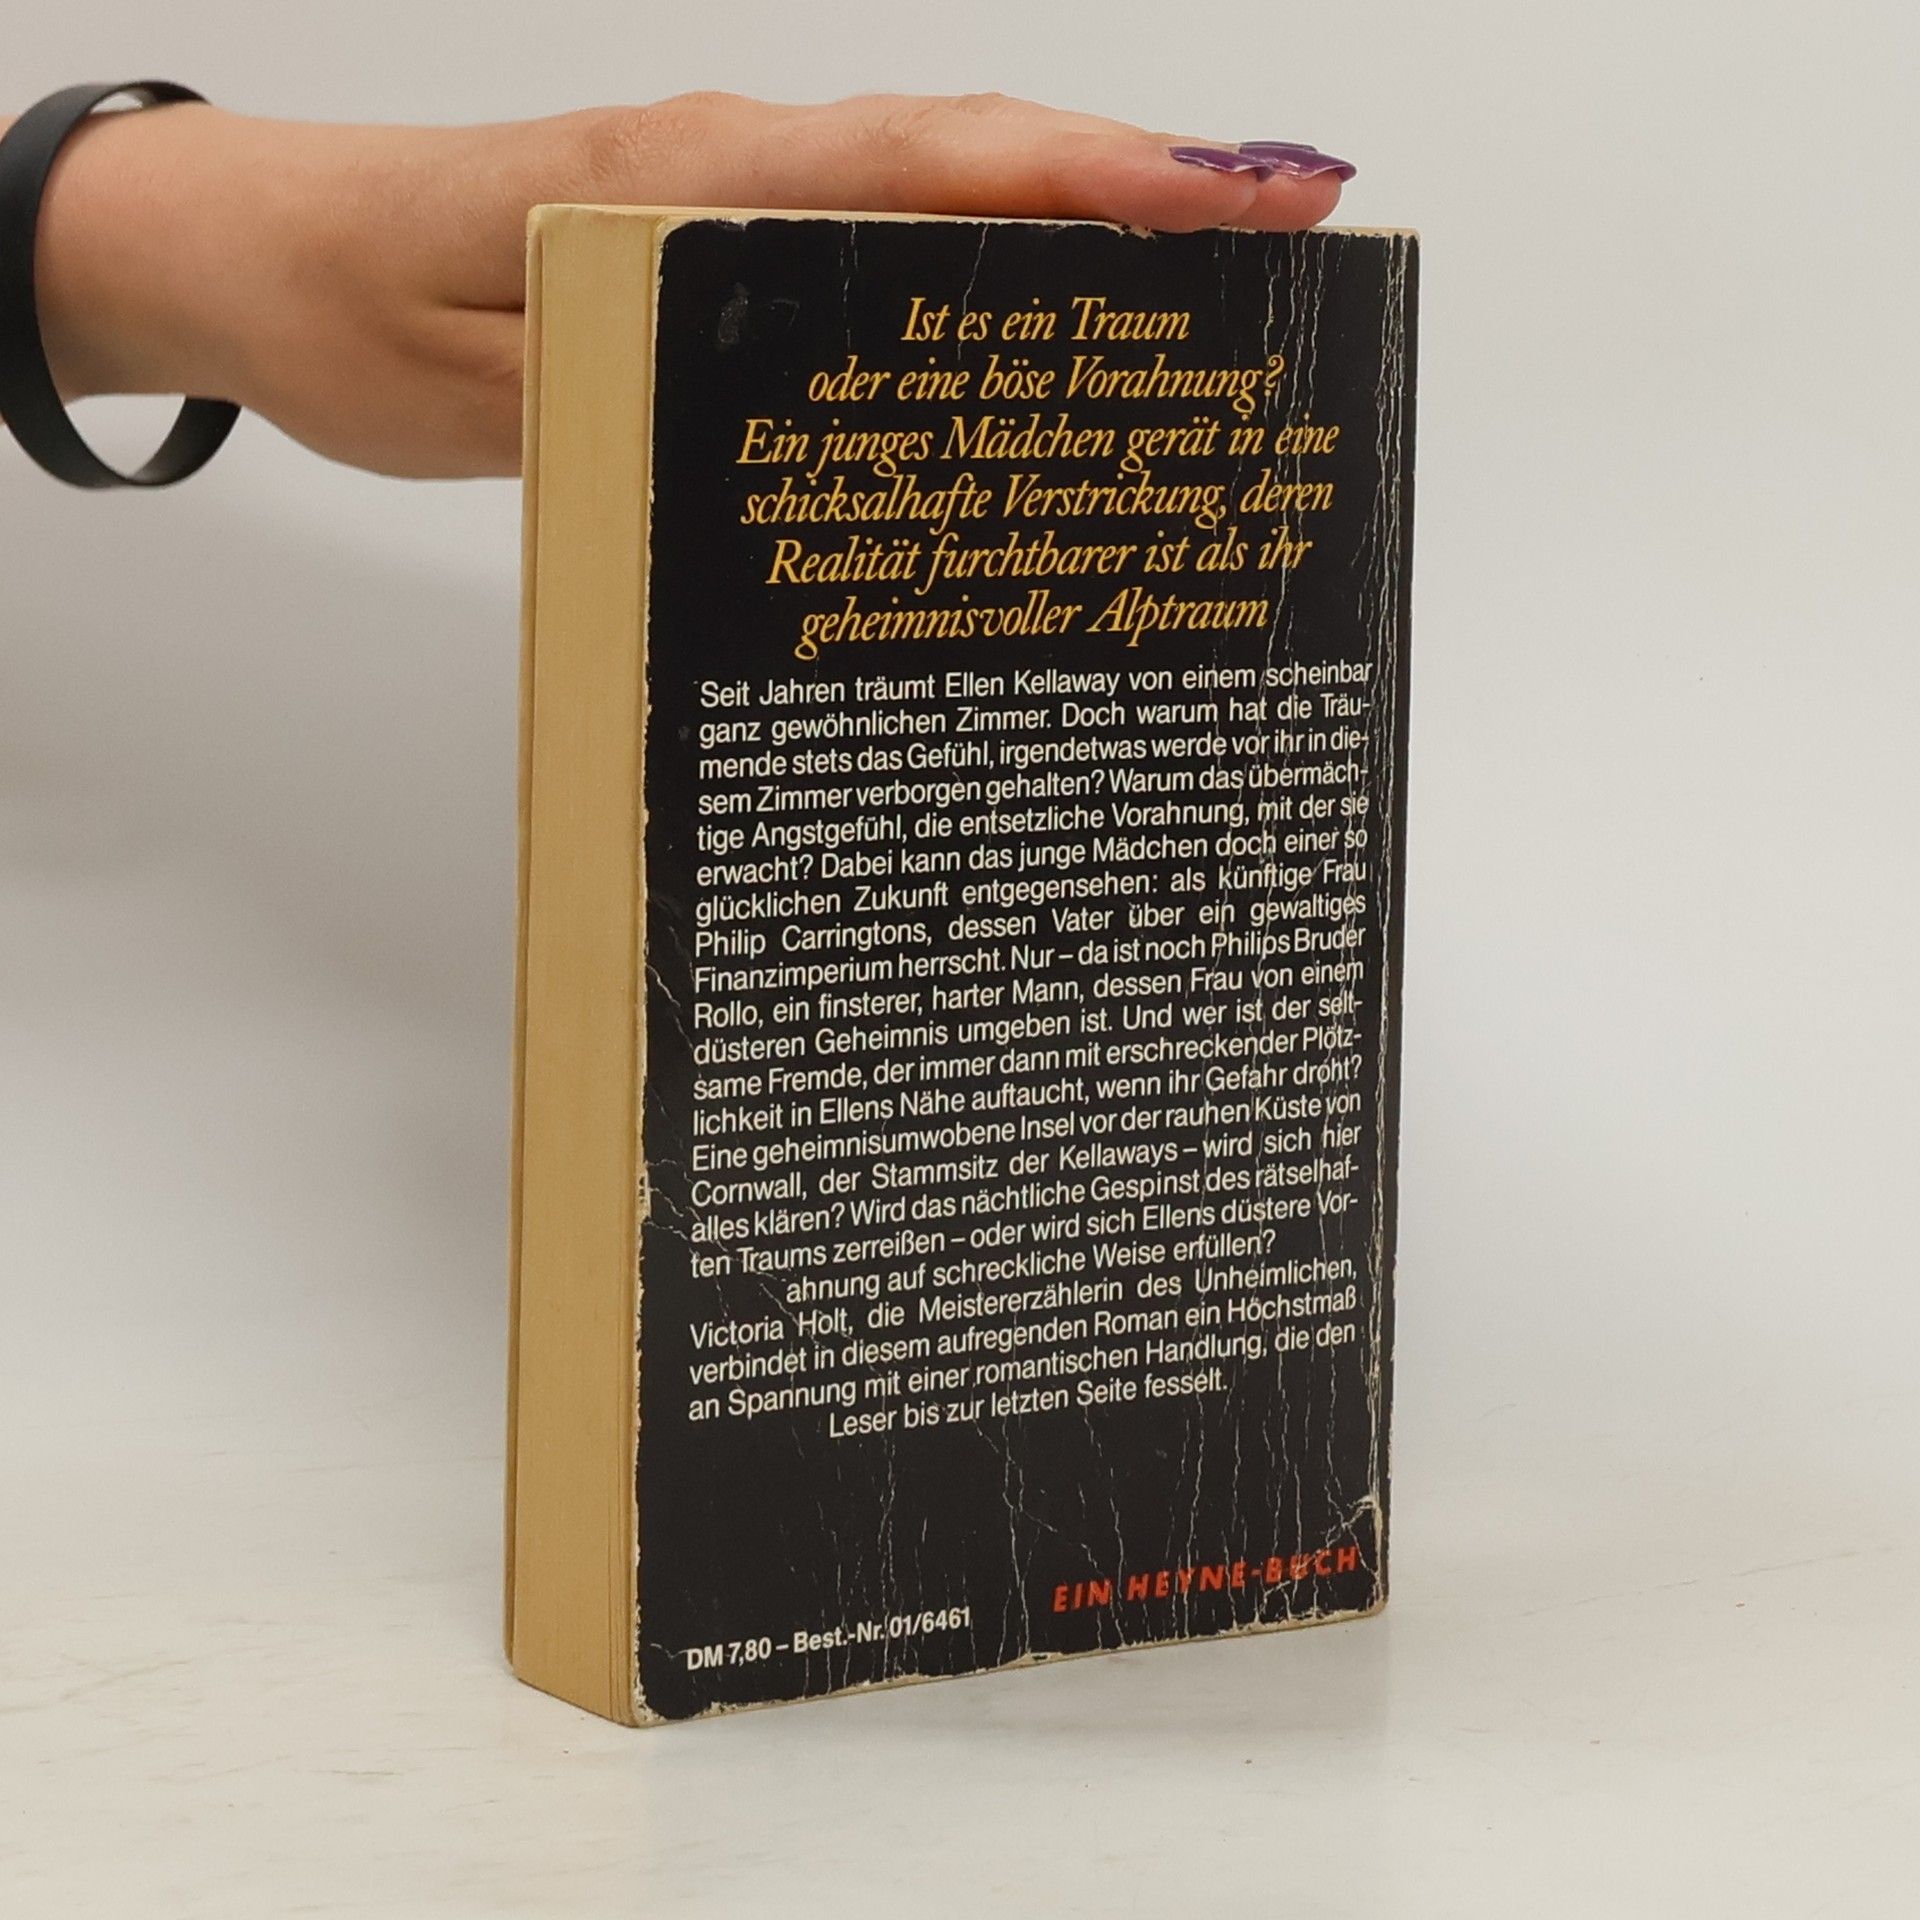 Ist es ein Traum
oder eine böse Vorahnung?
Ein junges Mädchen gerät in eine
schicksalhafte Verstrickung, deren
Realität furchtbarer ist als ihr
geheimnisvoller Alptraum
Seit Jahren träumt Ellen Kellaway von einem scheinbar
ganz gewöhnlichen Zimmer. Doch warum hat die Träu-
mende stets das Gefühl, irgendetwas werde vor ihr in die-
sem Zimmer verborgen gehalten? Warum das übermäch-
tige Angstgefühl, die entsetzliche Vorahnung, mit der sie
erwacht? Dabei kann das junge Mädchen doch einer so
glücklichen Zukunft entgegensehen: als künftige Frau
Philip Carringtons, dessen Vater über ein gewaltiges
Finanzimperium herrscht. Nur – da ist noch Philips Bruder
Rollo, ein finsterer, harter Mann, dessen Frau von einem
düsteren Geheimnis umgeben ist. Und wer ist der selt-
same Fremde, der immer dann mit erschreckender Plötz-
lichkeit in Ellens Nähe auftaucht, wenn ihr Gefahr droht?
Eine geheimnisumwobene Insel vor der rauhen Küste von
Cornwall, der Stammsitz der Kellaways – wird sich hier
alles klären? Wird das nächtliche Gespinst des rätselhaf-
ten Traums zerreißen – oder wird sich Ellens düstere Vor-
ahnung auf schreckliche Weise erfüllen?
Victoria Holt, die Meistererzählerin des Unheimlichen,
verbindet in diesem aufregenden Roman ein Höchstmaß
an Spannung mit einer romantischen Handlung, die den
Leser bis zur letzten Seite fesselt.
EIN HEYNE-BUCH
DM 7,80 – Best.-Nr. 01/6461